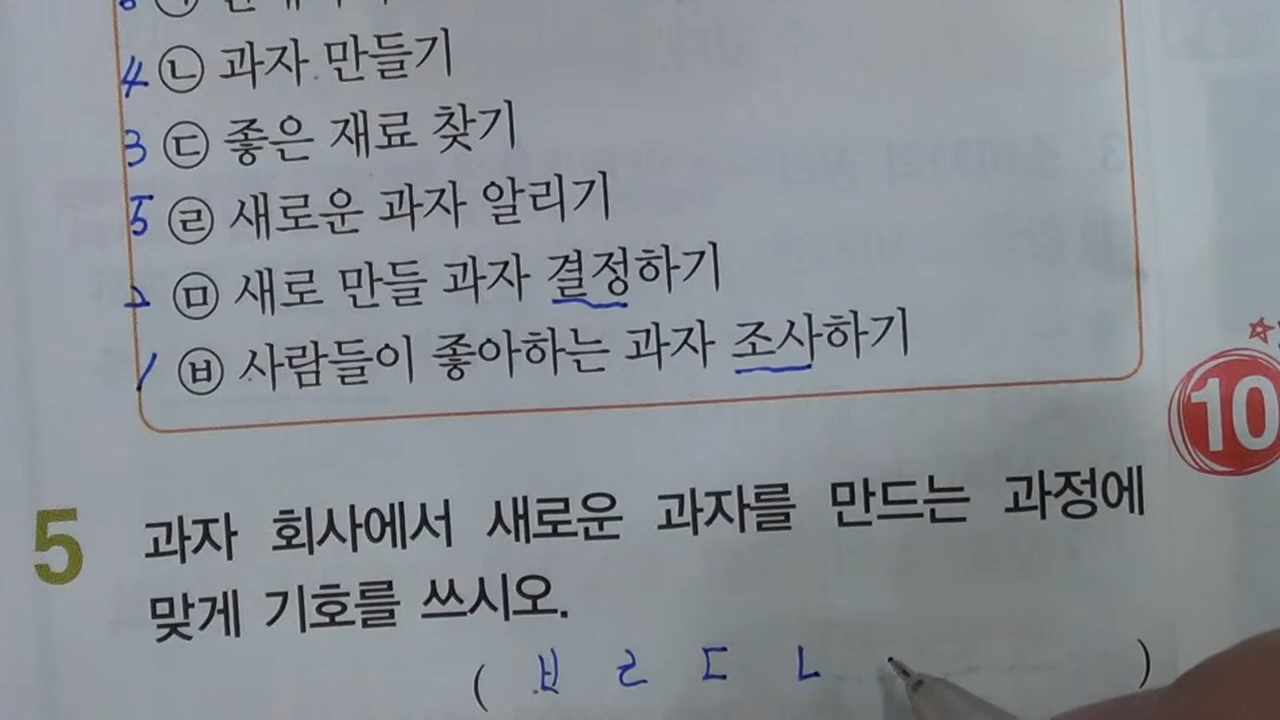 4 ㉡ 과자 만들기
3 ㉢ 좋은 재료 찾기
5 ㉣ 새로운 과자 알리기
2 ㉤ 새로 만들 과자 결정하기
1 ㉥ 사람들이 좋아하는 과자 조사하기
10
5 과자 회사에서 새로운 과자를 만드는 과정에
맞게 기호를 쓰시오.
( ㅂ ㄹ ㄷ ㄴ )